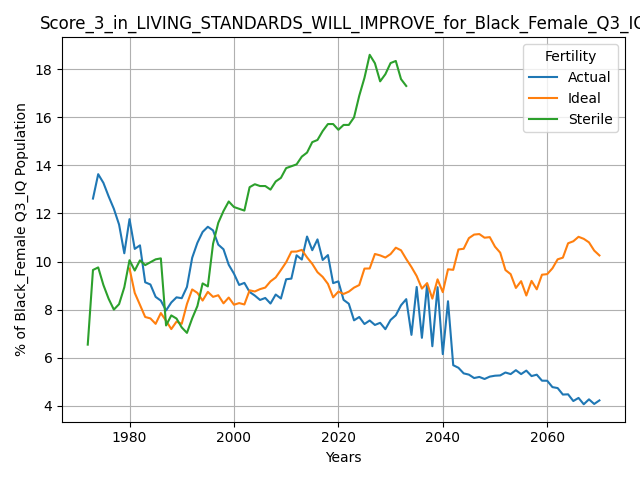 Score_3_in_LIVING_STANDARDS_WILL_IMPROVE_for_Black_Female_Q3_IQ
Fertility
Actual
Ideal
Sterile
% of Black_Female Q3_IQ Population
18
16
14
12
10
8
6
4
1980 2000 2020 2040 2060
Years